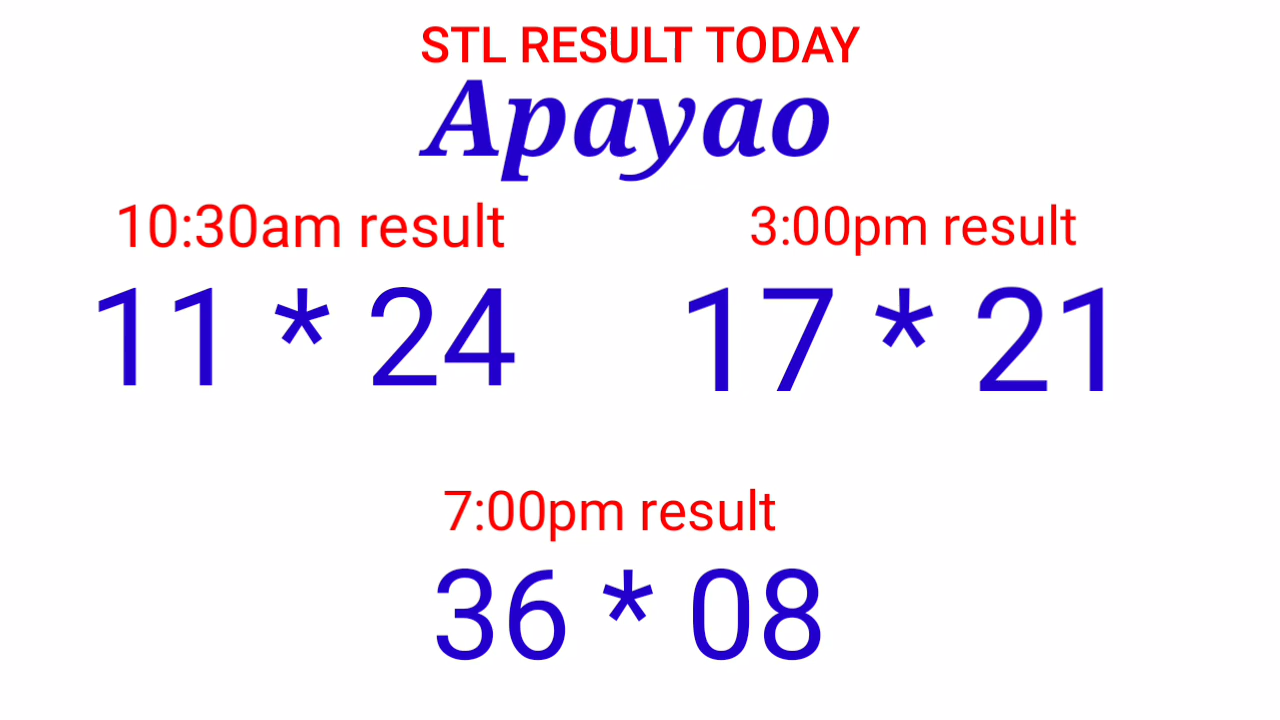 STL RESULT TODAY
Apayao
10:30am result
11 * 24
3:00pm result
17 * 21
7:00pm result
36 * 08